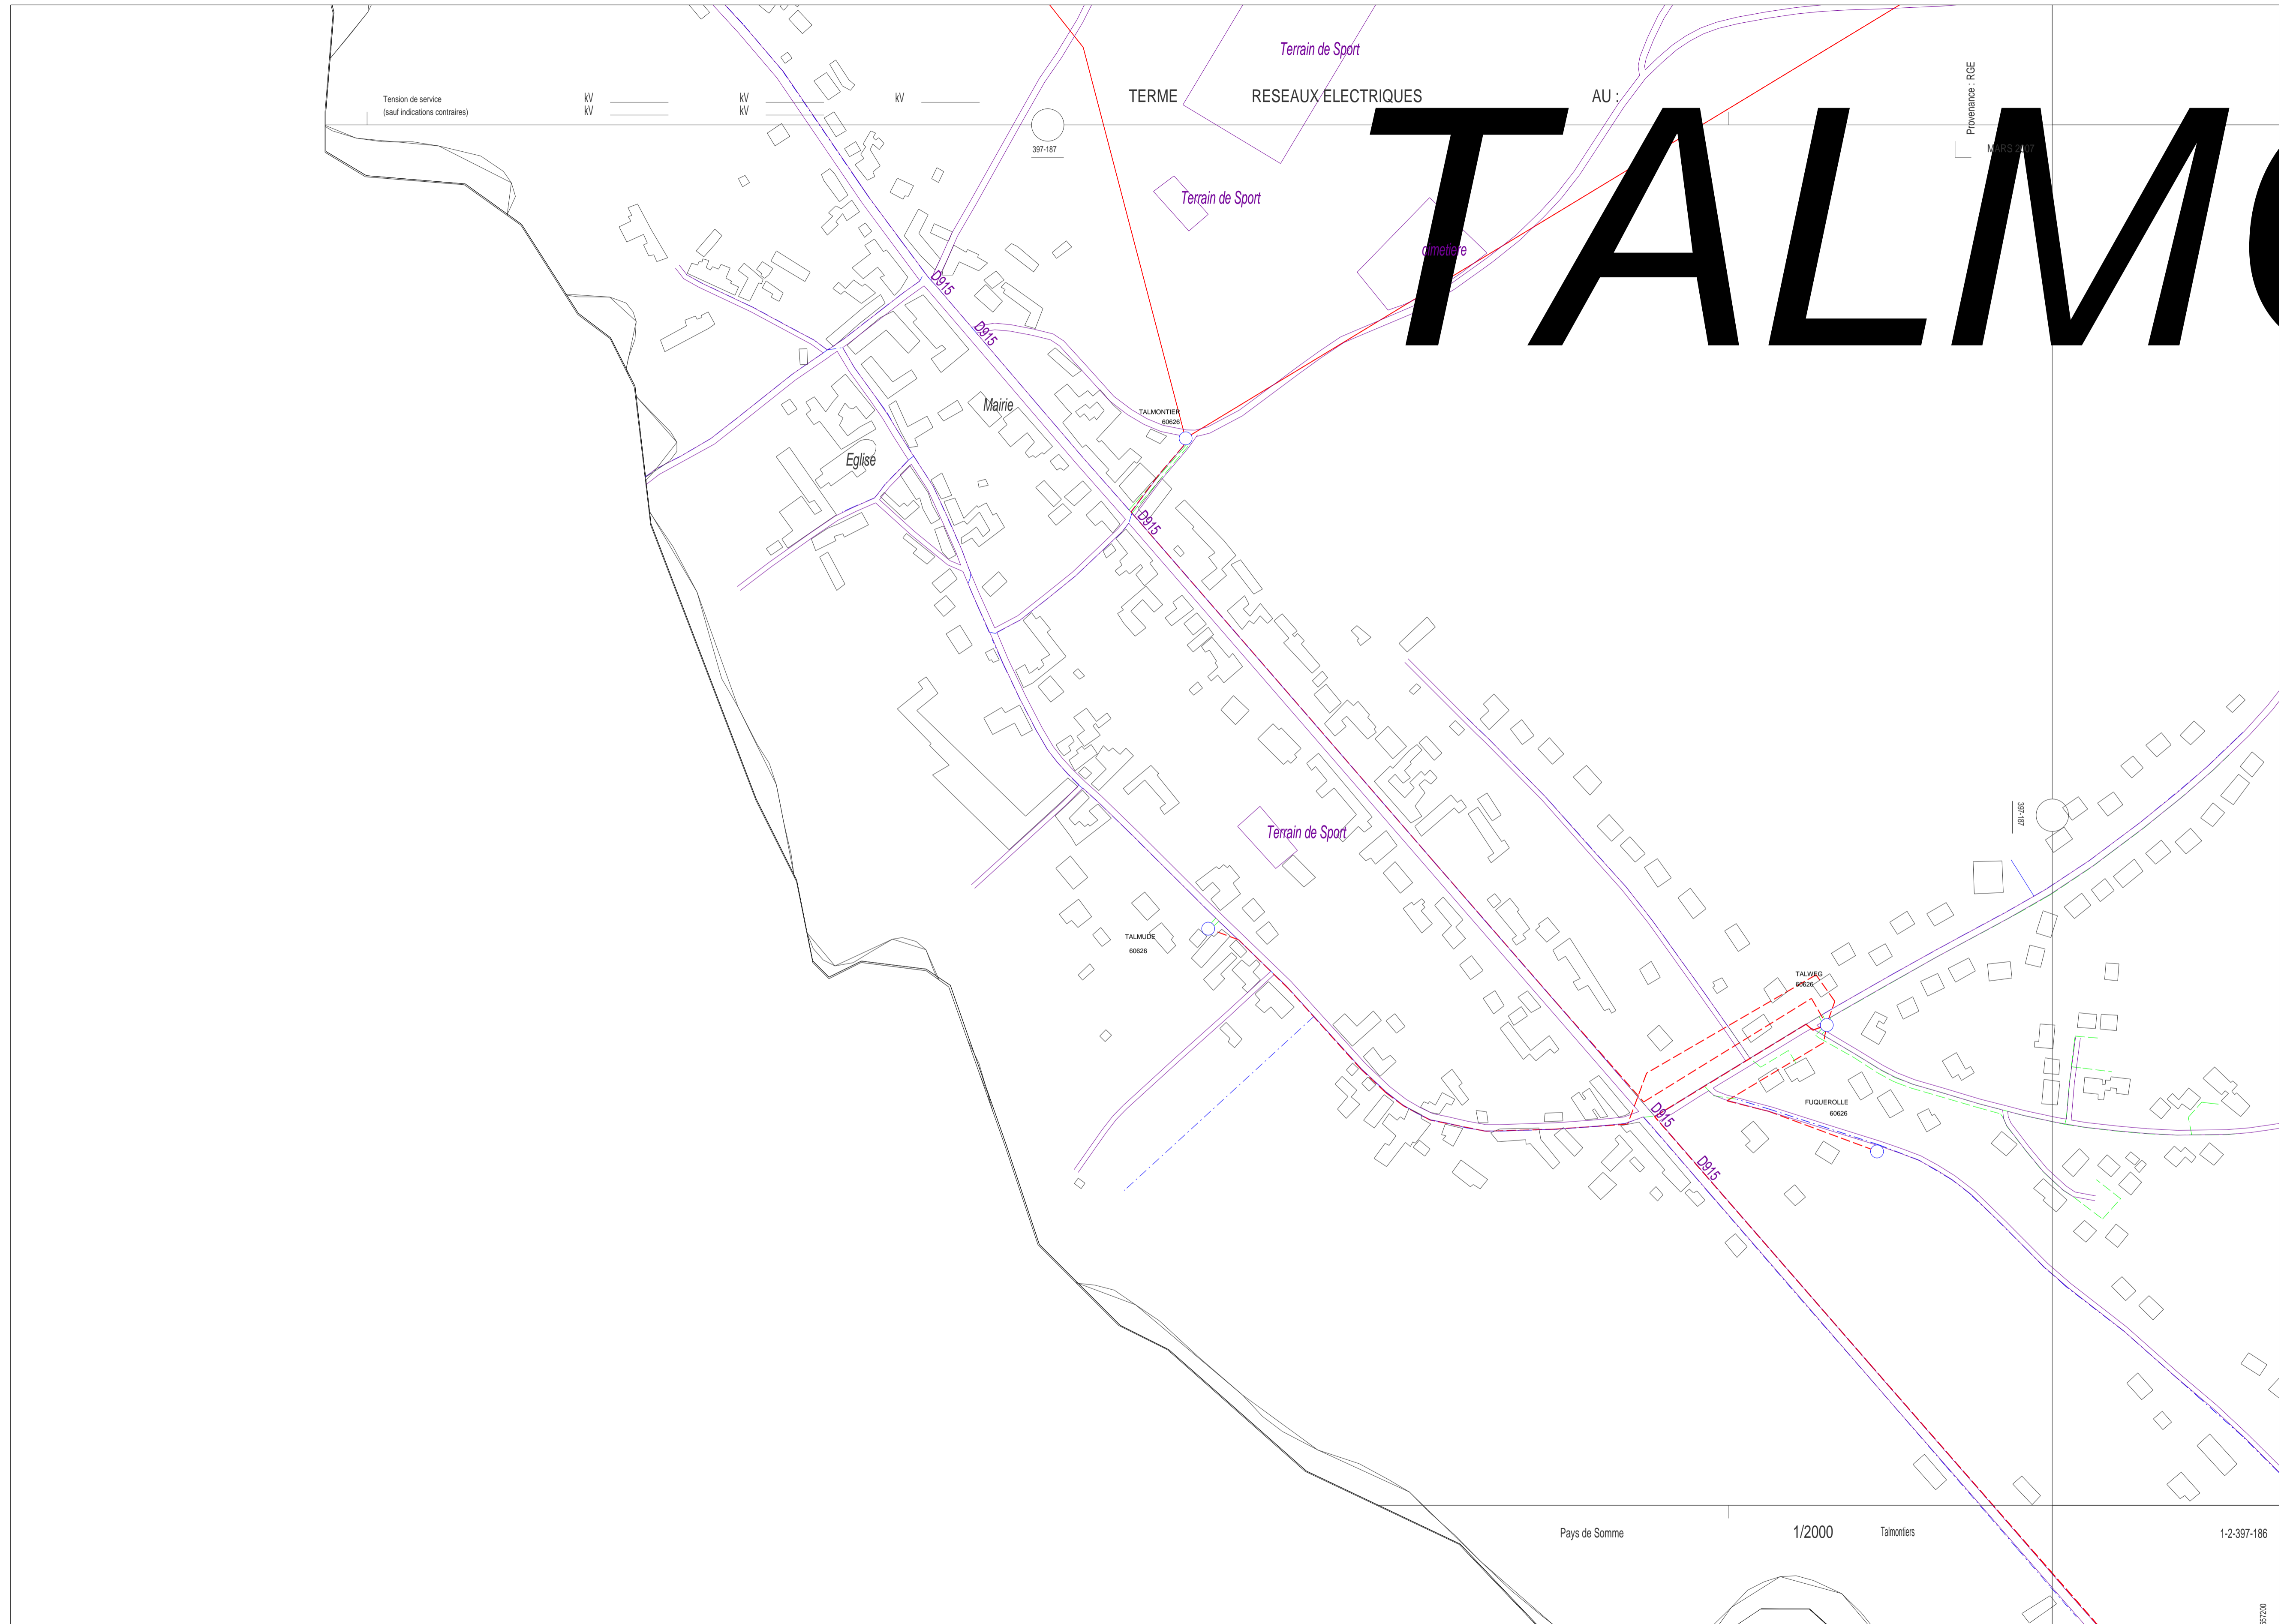 Terrain de Sport
Tension de service
(sauf indications contraires)
kV
kV
kV
kV
kV
TERME
RESEAUX ELECTRIQUES
AU :
Provenance : RGE
MARS 2007
TALMO
397-187
Terrain de Sport
cimetière
D915
D915
Mairie
TALMONTIER
60626
Eglise
D915
Terrain de Sport
397-187
TALMUDE
60626
TALWEG
60626
FUQUEROLLE
60626
D915
D915
Pays de Somme
1/2000
Talmontiers
1-2-397-186
557200